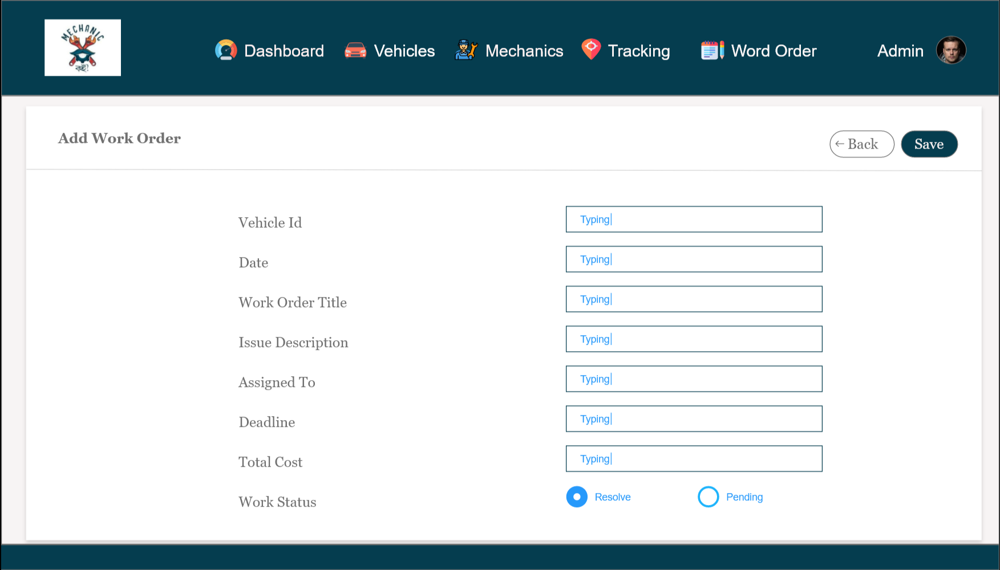 MECHANIC
কই?
Dashboard
Vehicles
Mechanics
Tracking
Word Order
Admin
Add Work Order
← Back
Save
Vehicle Id
Typing
Date
Typing
Work Order Title
Typing
Issue Description
Typing
Assigned To
Typing
Deadline
Typing
Total Cost
Typing
Work Status
Resolve
Pending